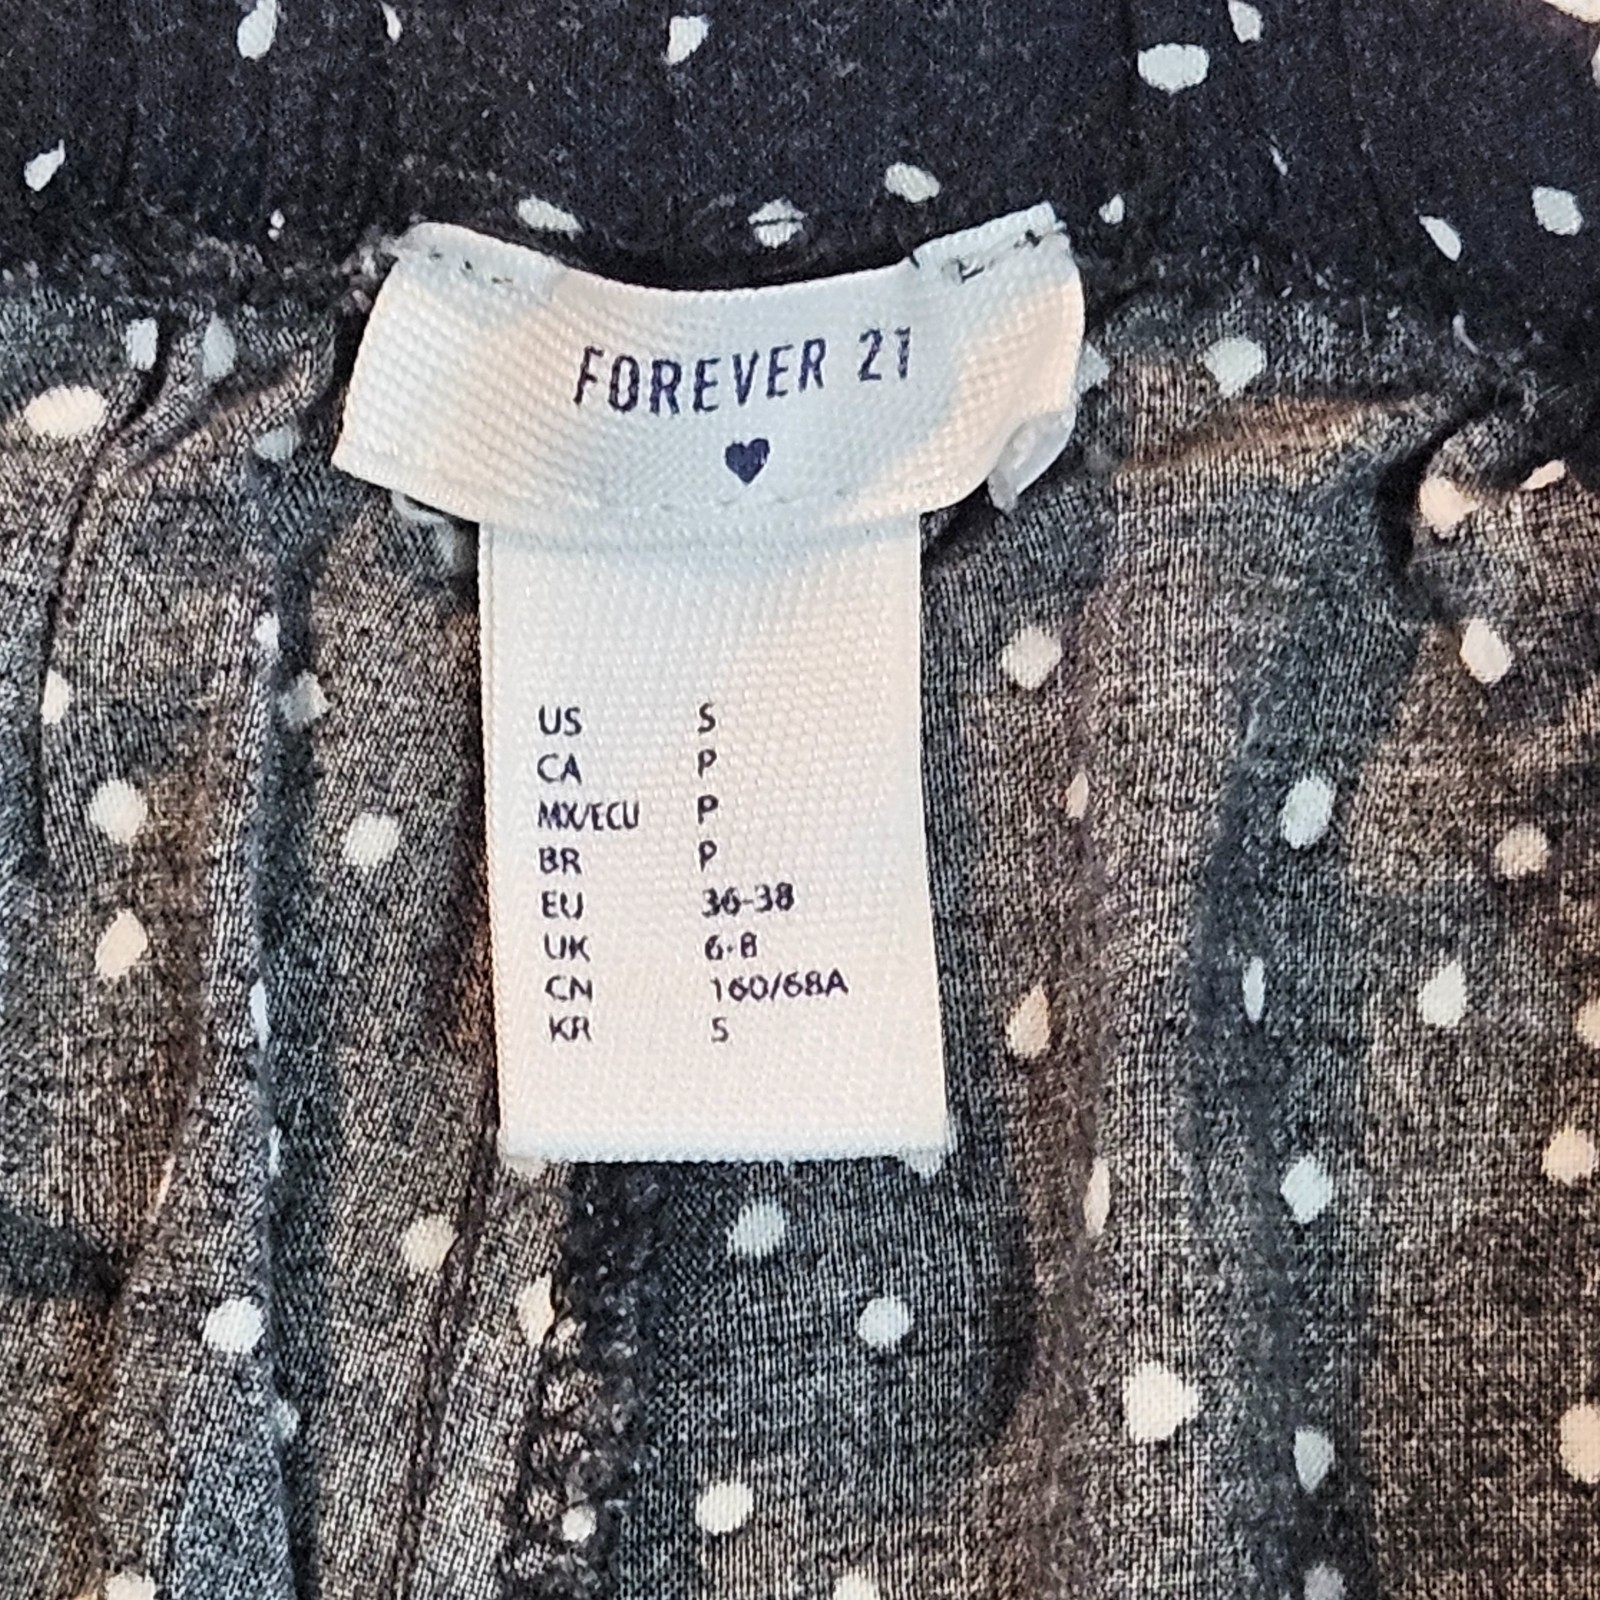 FOREVER 21
US S
CA P
MX/ECU P
BR P
EU 36-38
UK 6-8
CN 160/68A
KR S